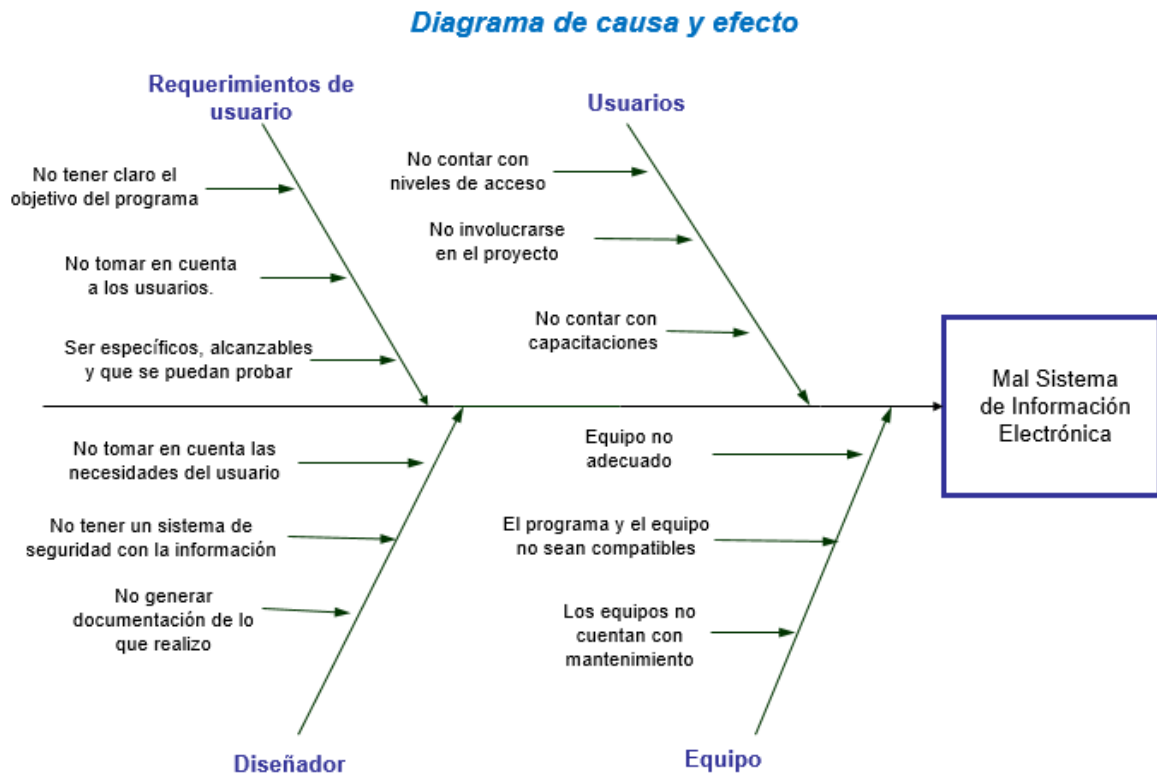 Diagrama de causa y efecto
Requerimientos de
usuario
No tener claro el
objetivo del programa
No tomar en cuenta
a los usuarios.
Ser específicos, alcanzables
y que se puedan probar
Usuarios
No contar con
niveles de acceso
No involucrarse
en el proyecto
No contar con
capacitaciones
Mal Sistema
de Información
Electrónica
No tomar en cuenta las
necesidades del usuario
No tener un sistema de
seguridad con la información
No generar
documentación de lo
que realizo
Diseñador
Equipo no
adecuado
El programa y el equipo
no sean compatibles
Los equipos no
cuentan con
mantenimiento
Equipo